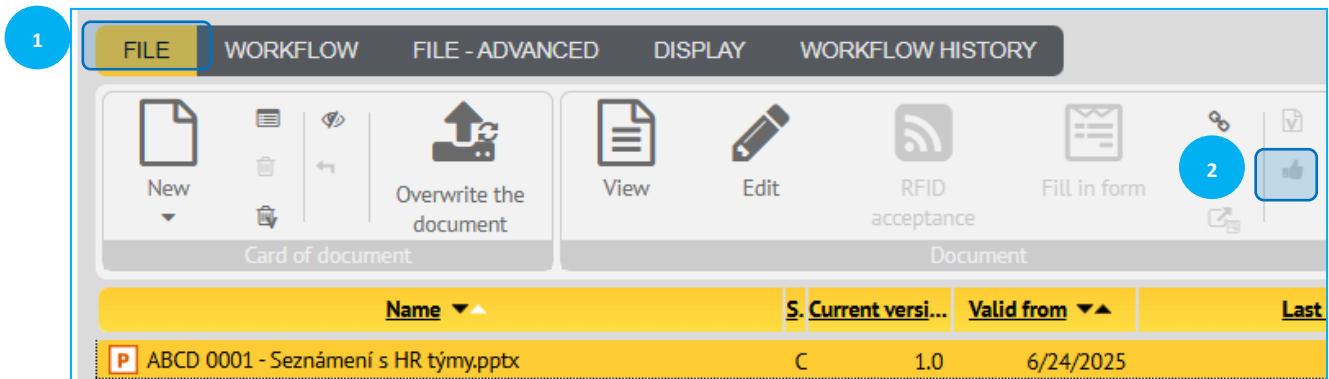 1
FILE WORKFLOW FILE - ADVANCED DISPLAY WORKFLOW HISTORY
2
New
Overwrite the
document
View
Edit
RFID
acceptance
Fill in form
Card of document
Document
Name S. Current versi... Valid from Last
P ABCD 0001 - Seznámení s HR týmy.pptx C 1.0 6/24/2025